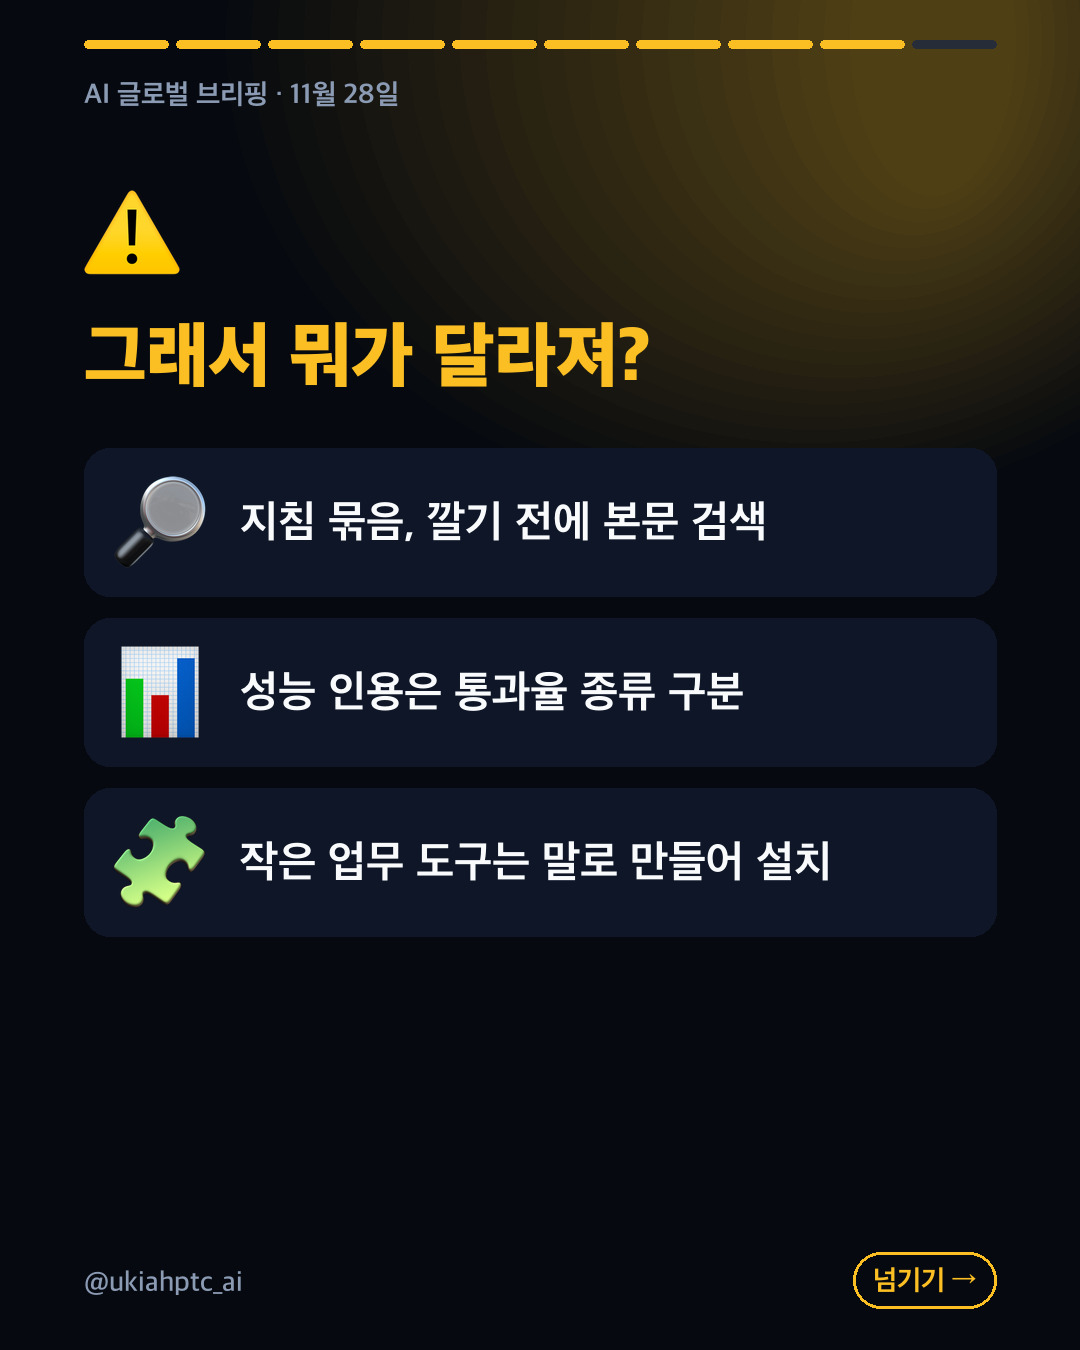 AI 글로벌 브리핑 · 11월 28일
그래서 뭐가 달라져?
지침 묶음, 깔기 전에 본문 검색
성능 인용은 통과율 종류 구분
작은 업무 도구는 말로 만들어 설치
@ukiahptc_ai
넘기기 →